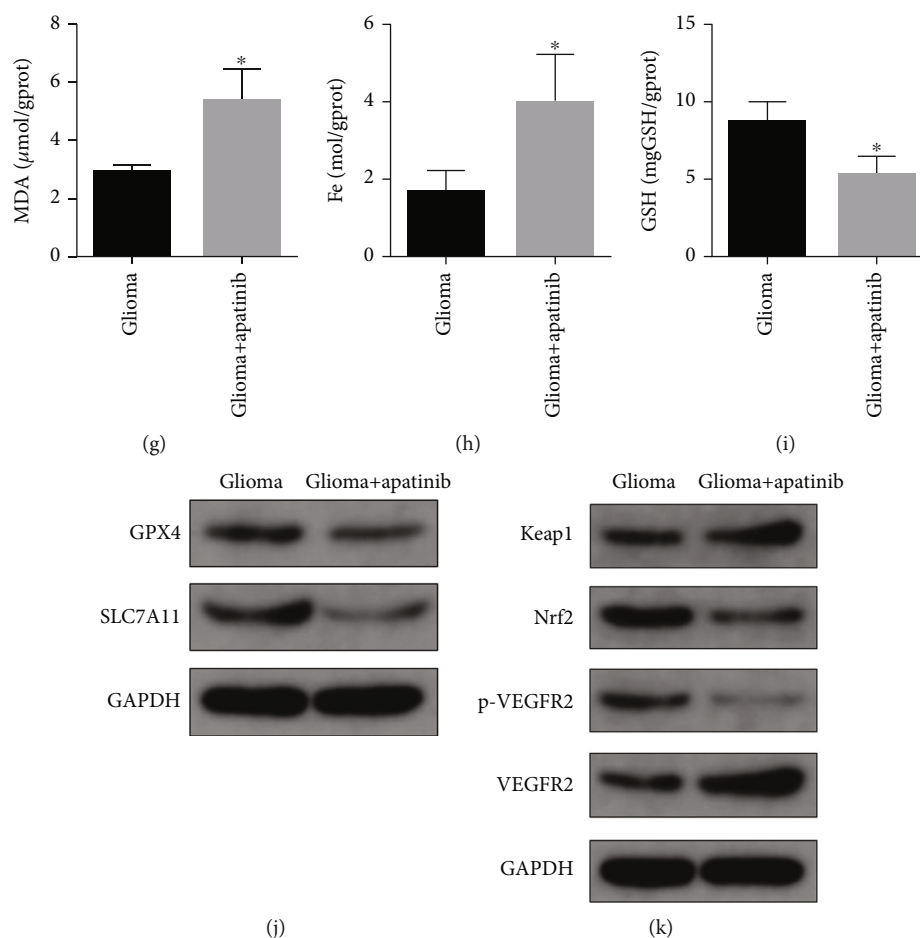 MDA (μmol/gprot)
8
6
4
2
0
*
Glioma
Glioma+apatinib
(g)
Fe (mol/gprot)
6
4
2
0
*
Glioma
Glioma+apatinib
(h)
GSH (mgGSH/gprot)
15
10
5
0
*
Glioma
Glioma+apatinib
(i)
Glioma Glioma+apatinib
GPX4
SLC7A11
GAPDH
(j)
Glioma Glioma+apatinib
Keap1
Nrf2
p-VEGFR2
VEGFR2
GAPDH
(k)